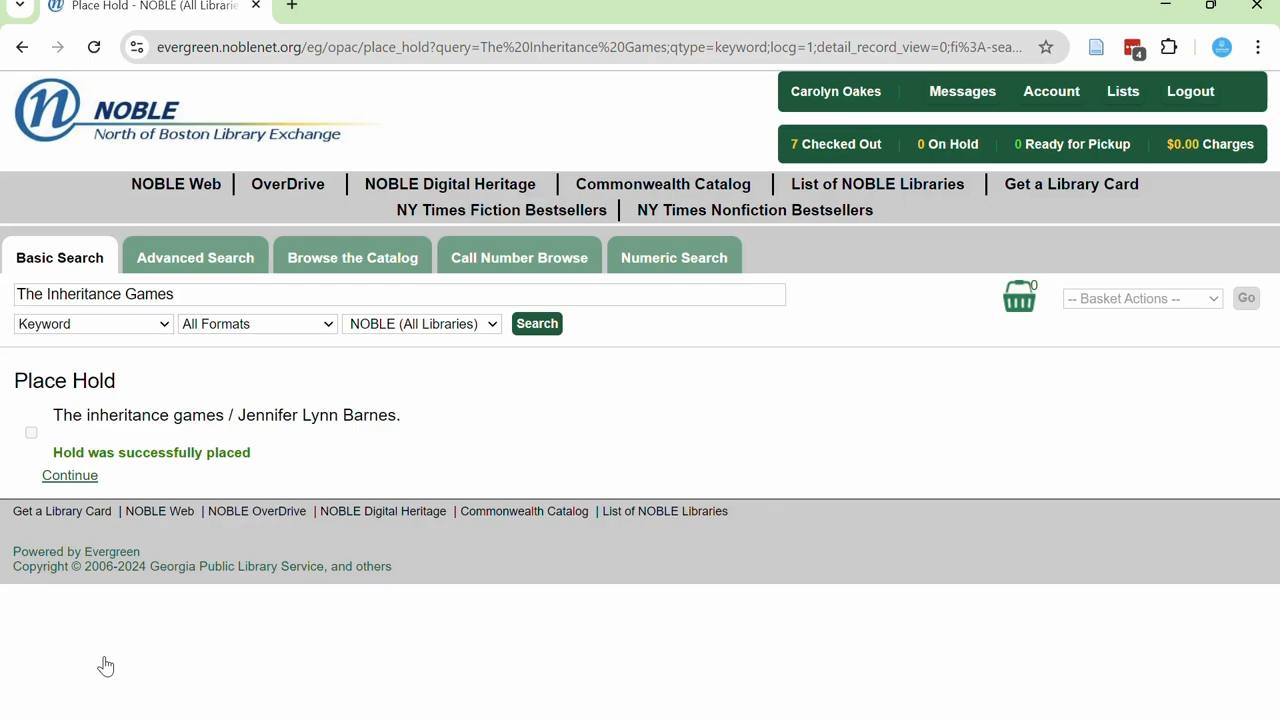 Place Hold - NOBLE (All Librarie
evergreen.noblenet.org/eg/opac/place_hold?query=The%20Inheritance%20Games;qtype=keyword;locg=1;detail_record_view=0;fi%3A-sea...
4
n NOBLE
North of Boston Library Exchange
Carolyn Oakes Messages Account Lists Logout
7 Checked Out 0 On Hold 0 Ready for Pickup $0.00 Charges
NOBLE Web OverDrive NOBLE Digital Heritage Commonwealth Catalog List of NOBLE Libraries Get a Library Card
NY Times Fiction Bestsellers NY Times Nonfiction Bestsellers
Basic Search Advanced Search Browse the Catalog Call Number Browse Numeric Search
The Inheritance Games
0 -- Basket Actions -- Go
Keyword All Formats NOBLE (All Libraries) Search
Place Hold
The inheritance games / Jennifer Lynn Barnes.
Hold was successfully placed
Continue
Get a Library Card | NOBLE Web | NOBLE OverDrive | NOBLE Digital Heritage | Commonwealth Catalog | List of NOBLE Libraries
Powered by Evergreen
Copyright © 2006-2024 Georgia Public Library Service, and others